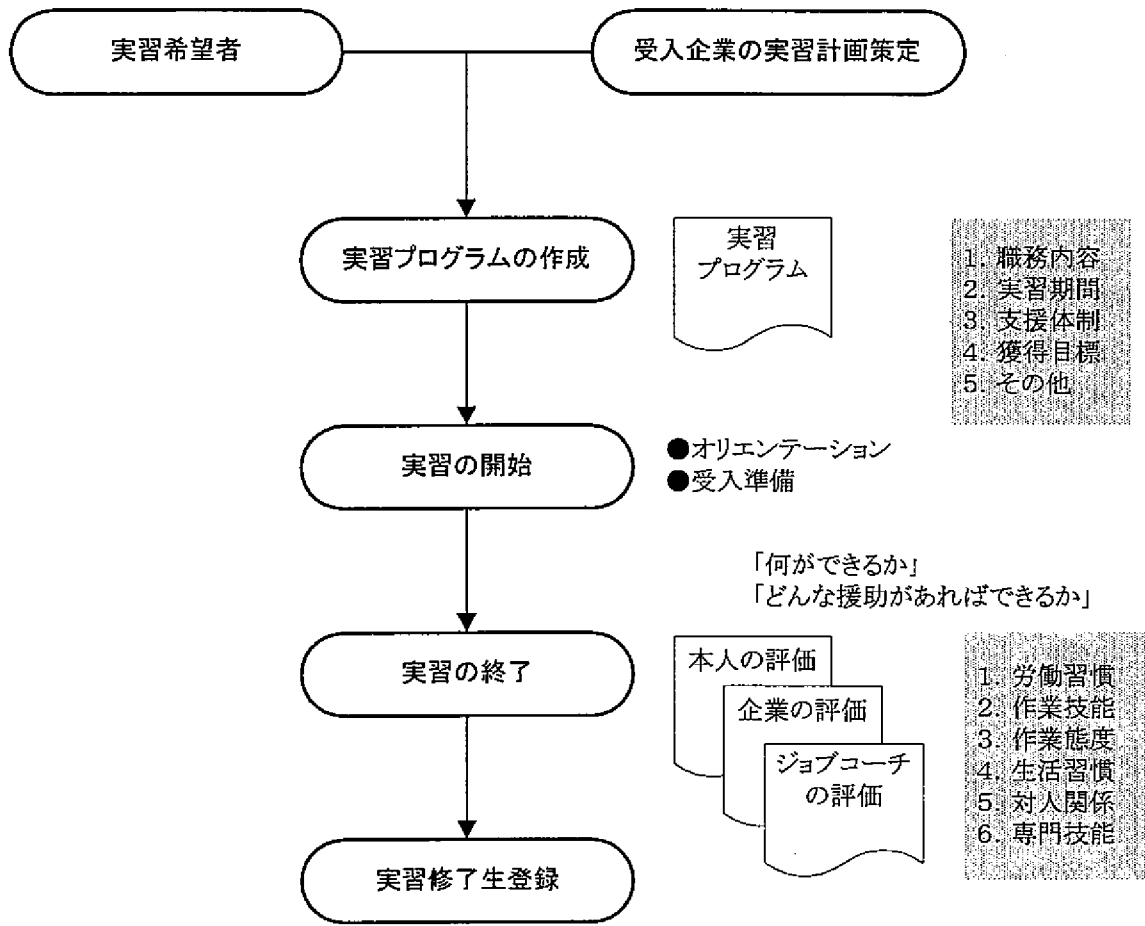 実習希望者
受入企業の実習計画策定
実習プログラムの作成
実習
プログラム
1. 職務内容
2. 実習期間
3. 支援体制
4. 獲得目標
5. その他
実習の開始
●オリエンテーション
●受入準備
「何ができるか」
「どんな援助があればできるか」
実習の終了
本人の評価
企業の評価
ジョブコーチ
の評価
1. 労働習慣
2. 作業技能
3. 作業態度
4. 生活習慣
5. 対人関係
6. 専門技能
実習修了生登録